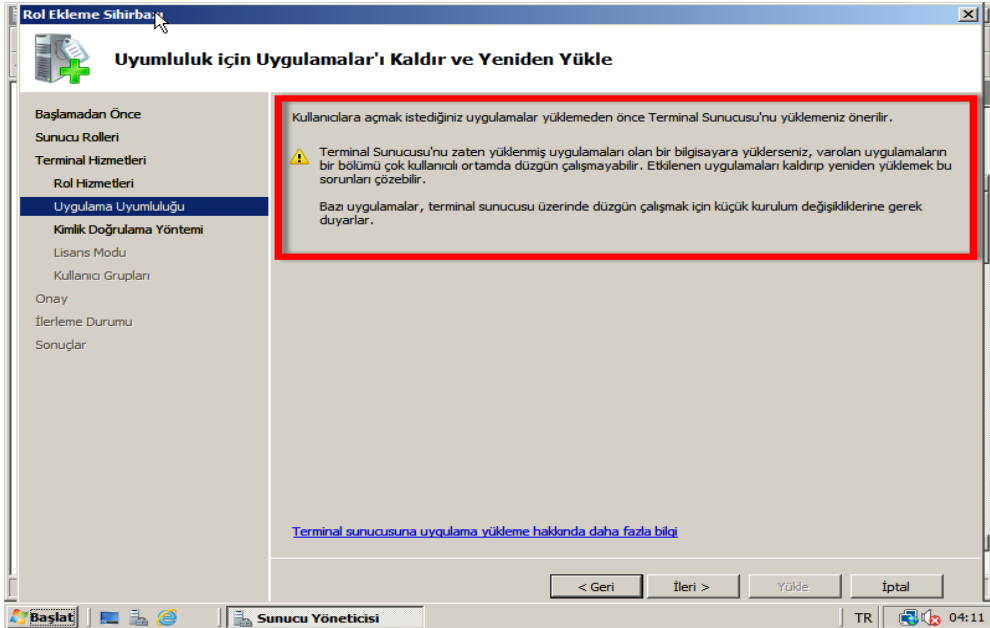 Rol Ekleme Sihirbazı
Uyumluluk için Uygulamalar'ı Kaldır ve Yeniden Yükle
Başlamadan Önce
Sunucu Rolleri
Terminal Hizmetleri
Rol Hizmetleri
Uygulama Uyumluluğu
Kimlik Doğrulama Yöntemi
Lisans Modu
Kullanıcı Grupları
Onay
İlerleme Durumu
Sonuçlar
Kullanıcılara açmak istediğiniz uygulamalar yüklemeden önce Terminal Sunucusu'nu yüklemeniz önerilir.
Terminal Sunucusu'nu zaten yüklenmiş uygulamaları olan bir bilgisayara yüklerseniz, varolan uygulamaların
bir bölümü çok kullanıcılı ortamda düzgün çalışmayabilir. Etkilenen uygulamaları kaldırıp yeniden yüklemek bu
sorunları çözebilir.
Bazı uygulamalar, terminal sunucusu üzerinde düzgün çalışmak için küçük kurulum değişikliklerine gerek
duyarlar.
Terminal sunucusuna uygulama yükleme hakkında daha fazla bilgi
< Geri
İleri >
Yükle
İptal
Başlat
Sunucu Yöneticisi
TR
04:11